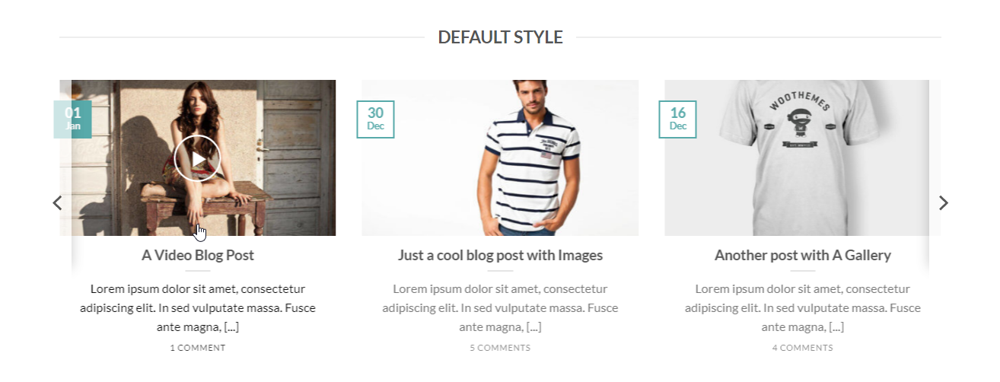 DEFAULT STYLE
01
Jan
30
Dec
16
Dec
WOOTHEMES
A Video Blog Post
Just a cool blog post with Images
Another post with A Gallery
Lorem ipsum dolor sit amet, consectetur
adipiscing elit. In sed vulputate massa. Fusce
ante magna, [...]
Lorem ipsum dolor sit amet, consectetur
adipiscing elit. In sed vulputate massa. Fusce
ante magna, [...]
Lorem ipsum dolor sit amet, consectetur
adipiscing elit. In sed vulputate massa. Fusce
ante magna, [...]
1 COMMENT
5 COMMENTS
4 COMMENTS